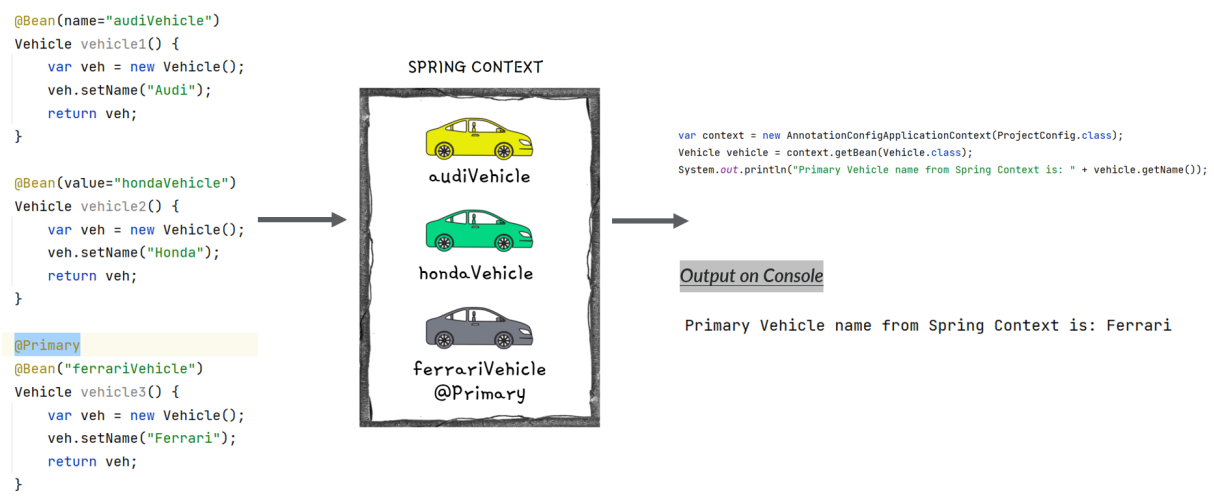 @Bean(name="audiVehicle")
Vehicle vehicle1() {
    var veh = new Vehicle();
    veh.setName("Audi");
    return veh;
}
@Bean(value="hondaVehicle")
Vehicle vehicle2() {
    var veh = new Vehicle();
    veh.setName("Honda");
    return veh;
}
@Primary
@Bean("ferrariVehicle")
Vehicle vehicle3() {
    var veh = new Vehicle();
    veh.setName("Ferrari");
    return veh;
}
SPRING CONTEXT
audiVehicle
hondaVehicle
ferrariVehicle
@Primary
var context = new AnnotationConfigApplicationContext(ProjectConfig.class);
Vehicle vehicle = context.getBean(Vehicle.class);
System.out.println("Primary Vehicle name from Spring Context is: " + vehicle.getName());
Output on Console
Primary Vehicle name from Spring Context is: Ferrari